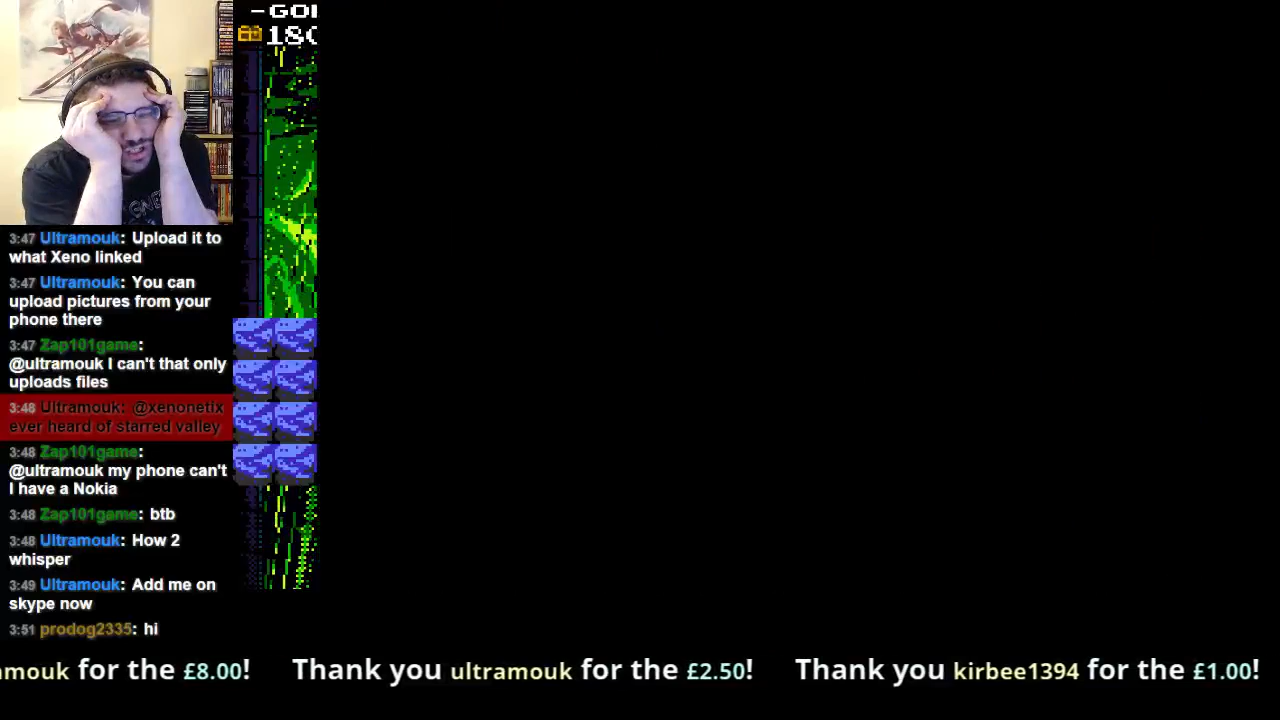 -GOL
180
3:47 Ultramouk: Upload it to
what Xeno linked
3:47 Ultramouk: You can
upload pictures from your
phone there
3:47 Zap101game:
@ultramouk I can't that only
uploads files
3:48 Ultramouk: @xenonetix
ever heard of starred valley
3:48 Zap101game:
@ultramouk my phone can't
I have a Nokia
3:48 Zap101game: btb
3:48 Ultramouk: How 2
whisper
3:49 Ultramouk: Add me on
skype now
3:51 prodog2335: hi
amouk for the £8.00! Thank you ultramouk for the £2.50! Thank you kirbee1394 for the £1.00!